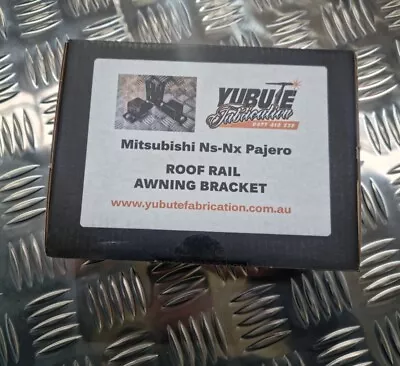 YUBUTE
Fabrication
Mitsubishi Ns-Nx Pajero
ROOF RAIL
AWNING BRACKET
www.yubutefabrication.com.au